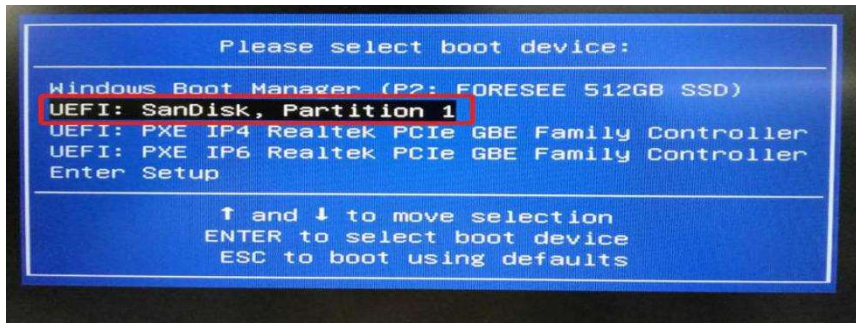 Please select boot device:
Windows Boot Manager (P2: FORESEE 512GB SSD)
UEFI: SanDisk, Partition 1
UEFI: PXE IP4 Realtek PCIe GBE Family Controller
UEFI: PXE IP6 Realtek PCIe GBE Family Controller
Enter Setup
↑ and ↓ to move selection
ENTER to select boot device
ESC to boot using defaults